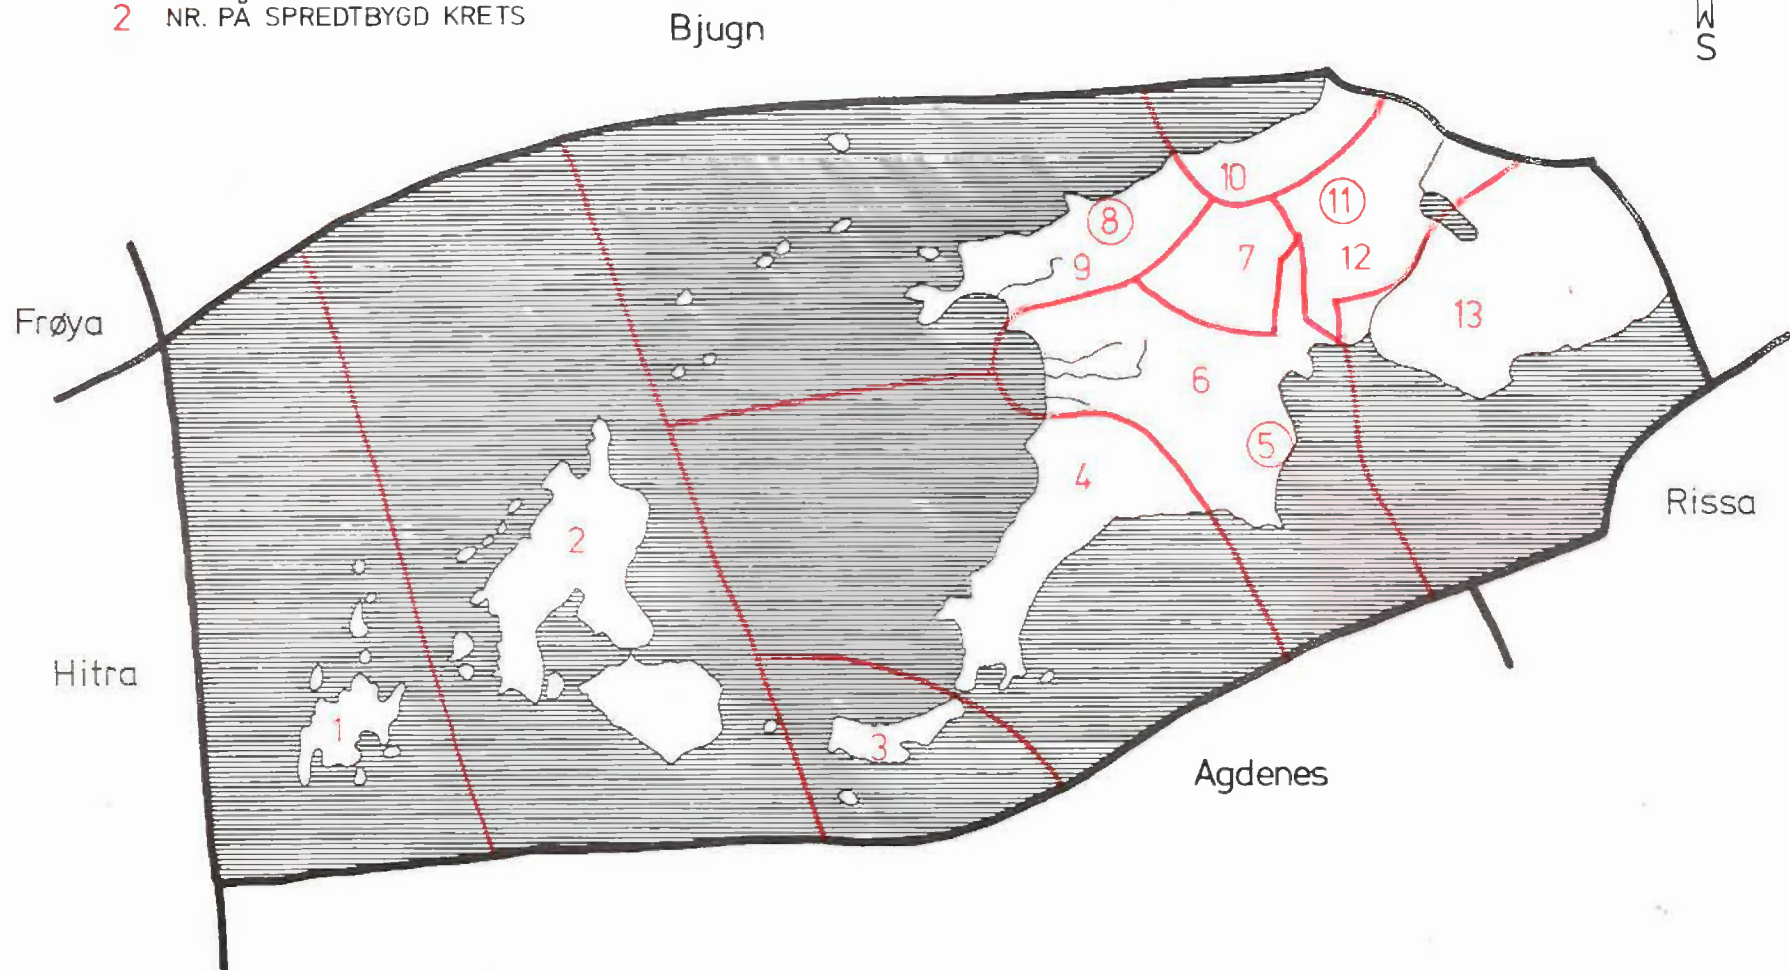 2 NR. PÅ SPREDTBYGD KRETS
Bjugn
W
S
10
11
8
7
12
9
13
Frøya
6
5
4
Rissa
2
Hitra
1
3
Agdenes